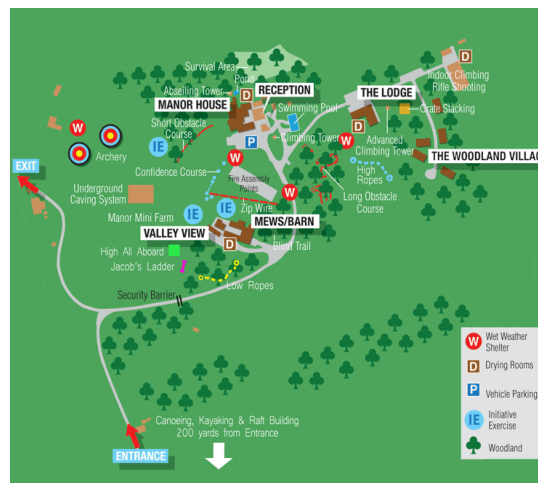 Survival Area
Pond
Abseiling Tower
RECEPTION
MANOR HOUSE
D
THE LODGE
D
Indoor Climbing
Rifle Shooting
Swimming Pool
Crate Stacking
Short Obstacle
Course
W
Archery
IE
P
Climbing Tower
W
D
Advanced
Climbing Tower
THE WOODLAND VILLAG
EXIT
Confidence Course
W
Fire Assembly
Points
High
Ropes
Underground
Caving System
W
Long Obstacle
Course
Manor Mini Farm
IE
IE
Zip Wire
MEWS/BARN
VALLEY VIEW
D
Blind Trail
High All Aboard
Jacob's Ladder
Low Ropes
Security Barrier
W Wet Weather
Shelter
D Drying Rooms
P Vehicle Parking
IE Initiative
Exercise
Woodland
Canoeing, Kayaking & Raft Building
200 yards from Entrance
ENTRANCE